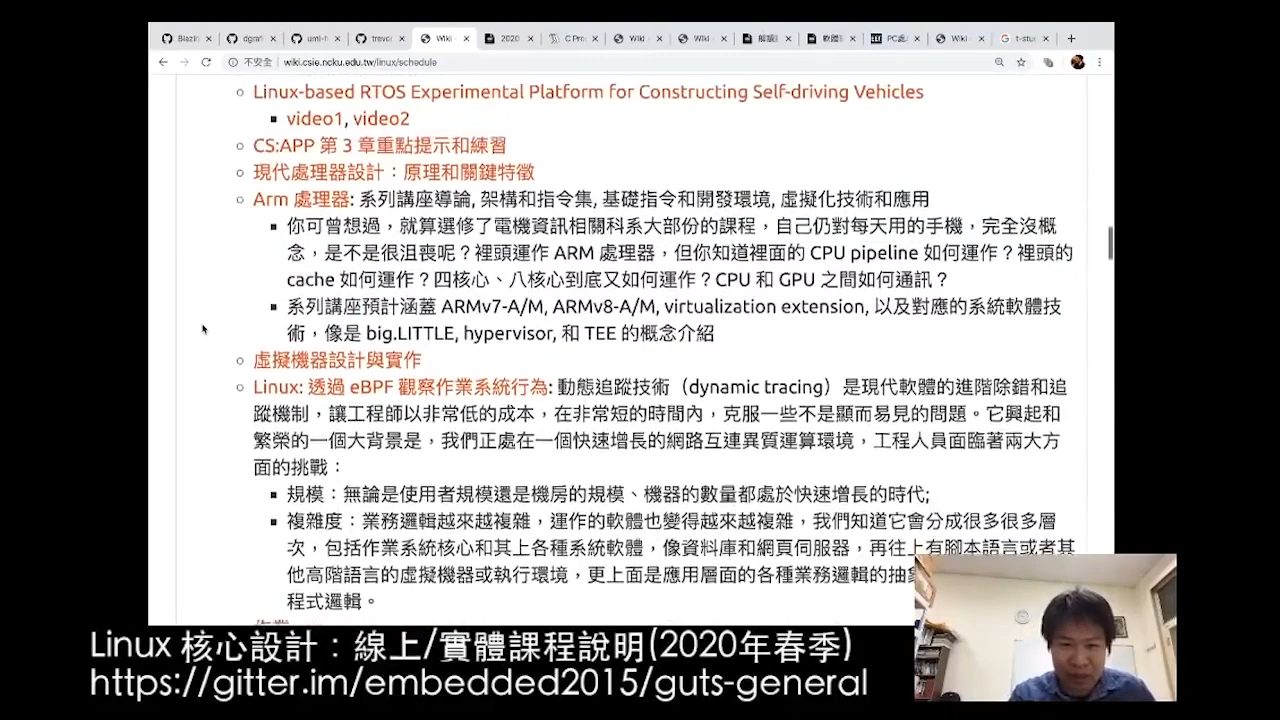 Blazin
dgraf
uml-h
trevor
Wiki
2020
C Pro
Wiki
Wiki
解讀
軟體
PC處
Wiki
t-stu
不安全 | wiki.csie.ncku.edu.tw/linux/schedule
Linux-based RTOS Experimental Platform for Constructing Self-driving Vehicles
video1, video2
CS:APP 第 3 章重點提示和練習
現代處理器設計：原理和關鍵特徵
Arm 處理器: 系列講座導論, 架構和指令集, 基礎指令和開發環境, 虛擬化技術和應用
你可曾想過，就算選修了電機資訊相關科系大部份的課程，自己仍對每天用的手機，完全沒概
念，是不是很沮喪呢？裡頭運作 ARM 處理器，但你知道裡面的 CPU pipeline 如何運作？裡頭的
cache 如何運作？四核心、八核心到底又如何運作？CPU 和 GPU 之間如何通訊？
系列講座預計涵蓋 ARMv7-A/M, ARMv8-A/M, virtualization extension, 以及對應的系統軟體技
術，像是 big.LITTLE, hypervisor, 和 TEE 的概念介紹
虛擬機器設計與實作
Linux: 透過 eBPF 觀察作業系統行為: 動態追蹤技術（dynamic tracing）是現代軟體的進階除錯和追
蹤機制，讓工程師以非常低的成本，在非常短的時間內，克服一些不是顯而易見的問題。它興起和
繁榮的一個大背景是，我們正處在一個快速增長的網路互連異質運算環境，工程人員面臨著兩大方
面的挑戰：
規模：無論是使用者規模還是機房的規模、機器的數量都處於快速增長的時代;
複雜度：業務邏輯越來越複雜，運作的軟體也變得越來越複雜，我們知道它會分成很多很多層
次，包括作業系統核心和其上各種系統軟體，像資料庫和網頁伺服器，再往上有腳本語言或者其
他高階語言的虛擬機器或執行環境，更上面是應用層面的各種業務邏輯的抽
程式邏輯。
Linux 核心設計：線上/實體課程說明(2020年春季)
https://gitter.im/embedded2015/guts-general